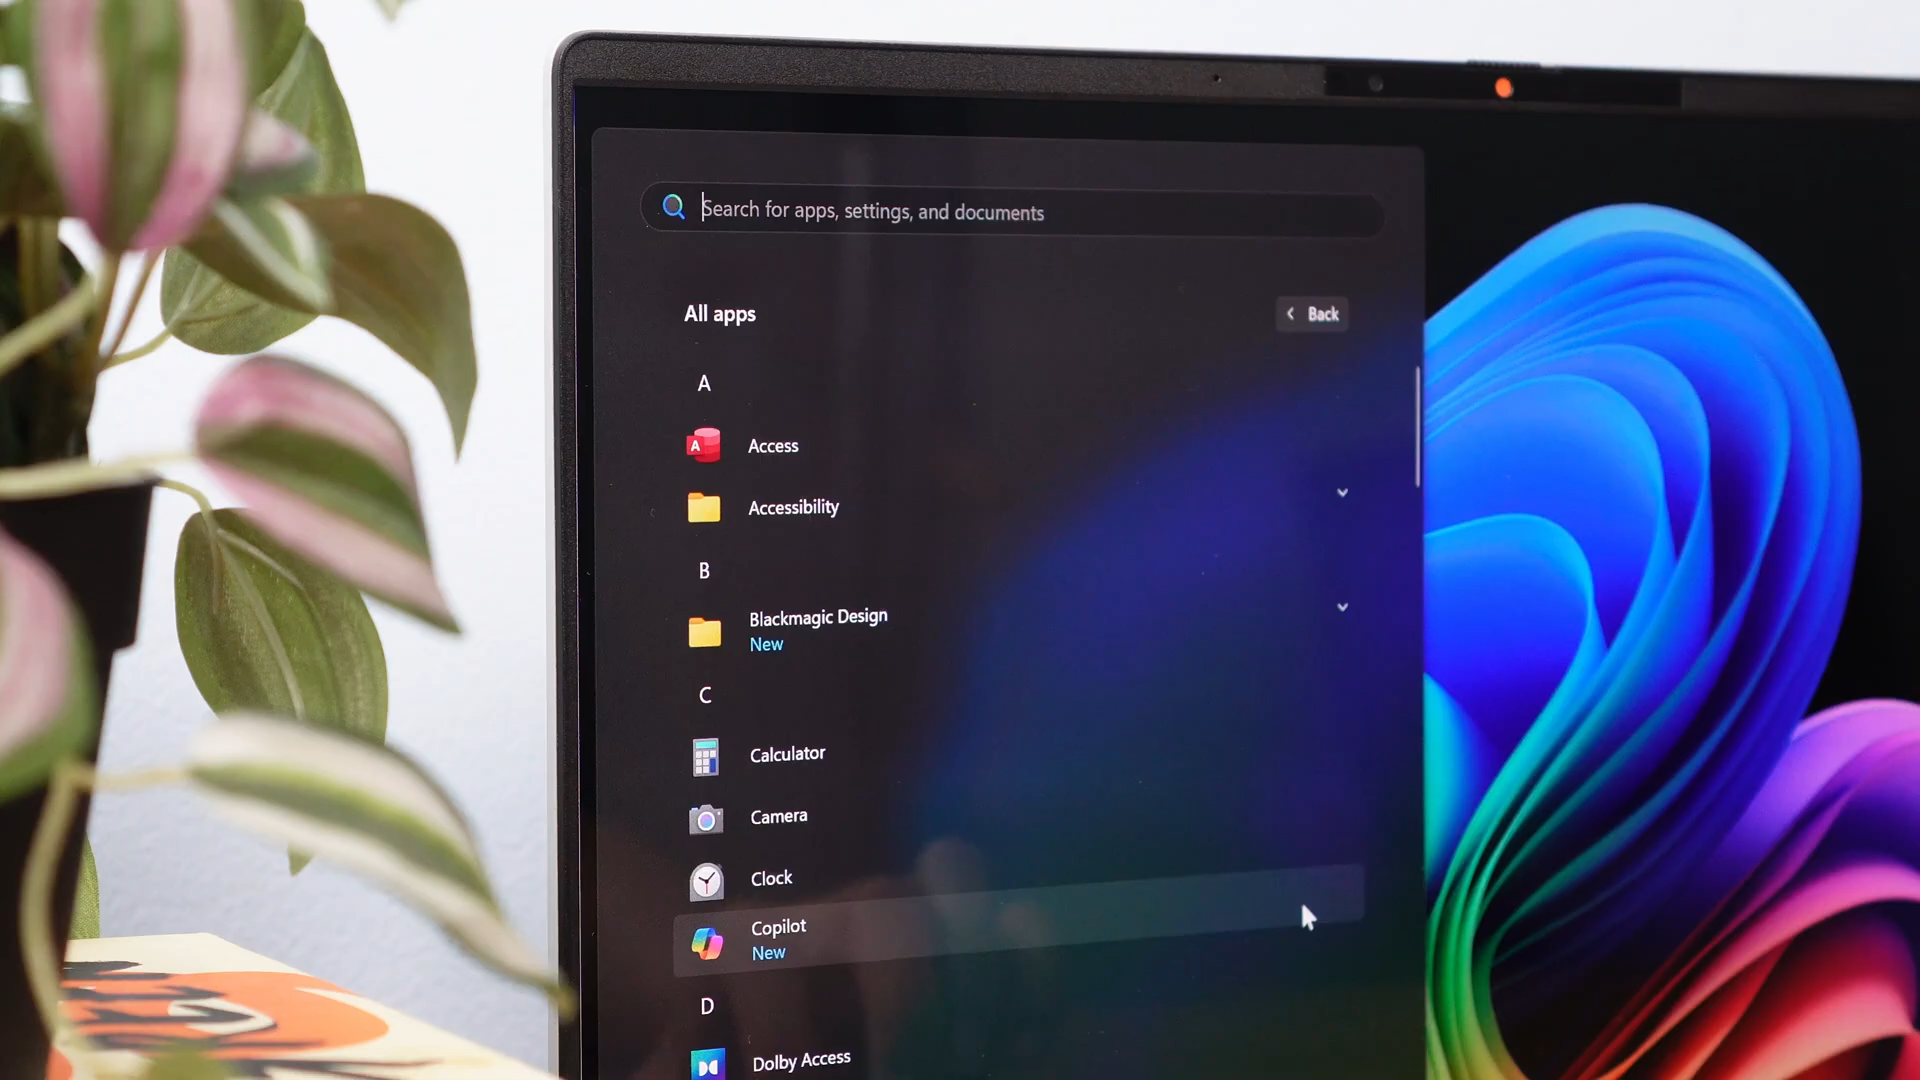 Search for apps, settings, and documents
All apps
Back
A
Access
Accessibility
B
Blackmagic Design
New
C
Calculator
Camera
Clock
Copilot
New
D
Dolby Access